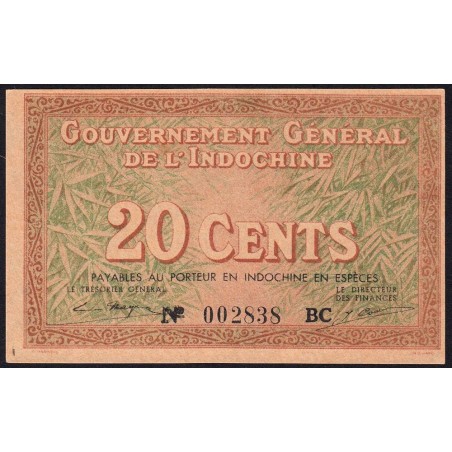 GOUVERNEMENT GÉNÉRAL
DE L'INDOCHINE
20 CENTS
PAYABLES AU PORTEUR EN INDOCHINE EN ESPÈCES
LE TRÉSORIER GÉNÉRAL
LE DIRECTEUR
DES FINANCES
No 002838 BC